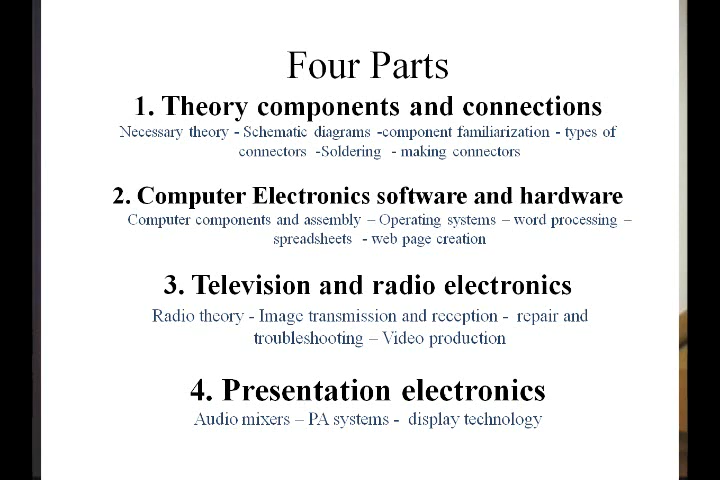 Four Parts
1. Theory components and connections
Necessary theory - Schematic diagrams -component familiarization - types of
connectors -Soldering - making connectors
2. Computer Electronics software and hardware
Computer components and assembly – Operating systems – word processing –
spreadsheets - web page creation
3. Television and radio electronics
Radio theory - Image transmission and reception - repair and
troubleshooting – Video production
4. Presentation electronics
Audio mixers – PA systems - display technology